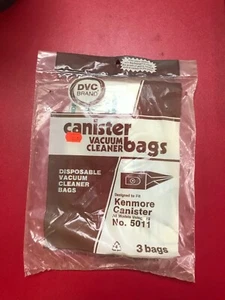 DVC
BRAND
canister
VACUUM
CLEANER
bags
DISPOSABLE
VACUUM
CLEANER
BAGS
Designed to fit
Kenmore
Canister
No. 5011
3 bags